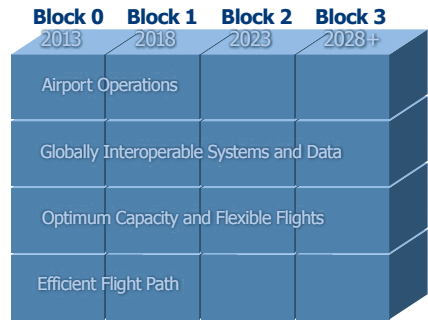 Block 0 Block 1 Block 2 Block 3
2013 2018 2023 2028+
Airport Operations
Globally Interoperable Systems and Data
Optimum Capacity and Flexible Flights
Efficient Flight Path